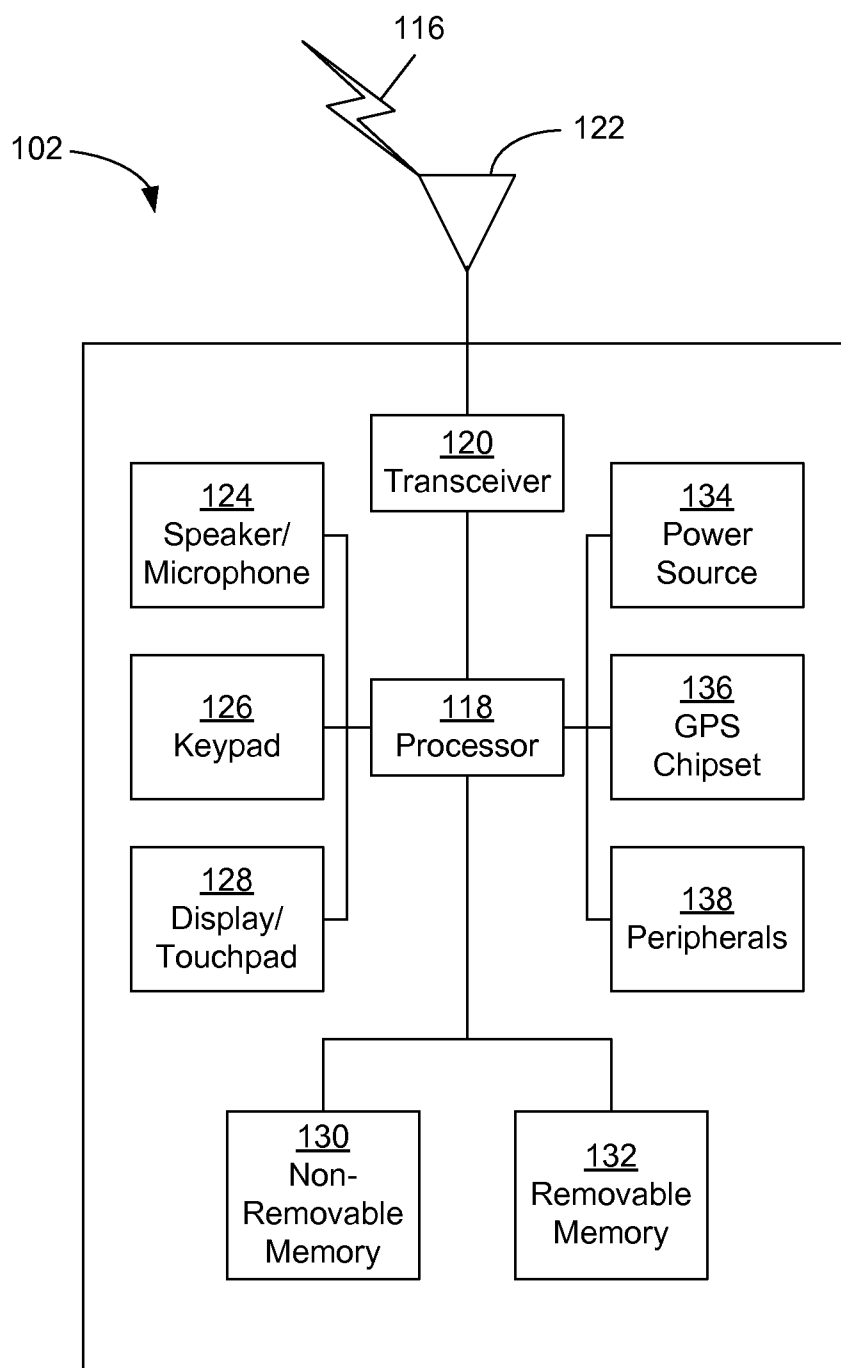 116
122
102
120
Transceiver
124
Speaker/
Microphone
134
Power
Source
126
Keypad
118
Processor
136
GPS
Chipset
128
Display/
Touchpad
138
Peripherals
130
Non-
Removable
Memory
132
Removable
Memory